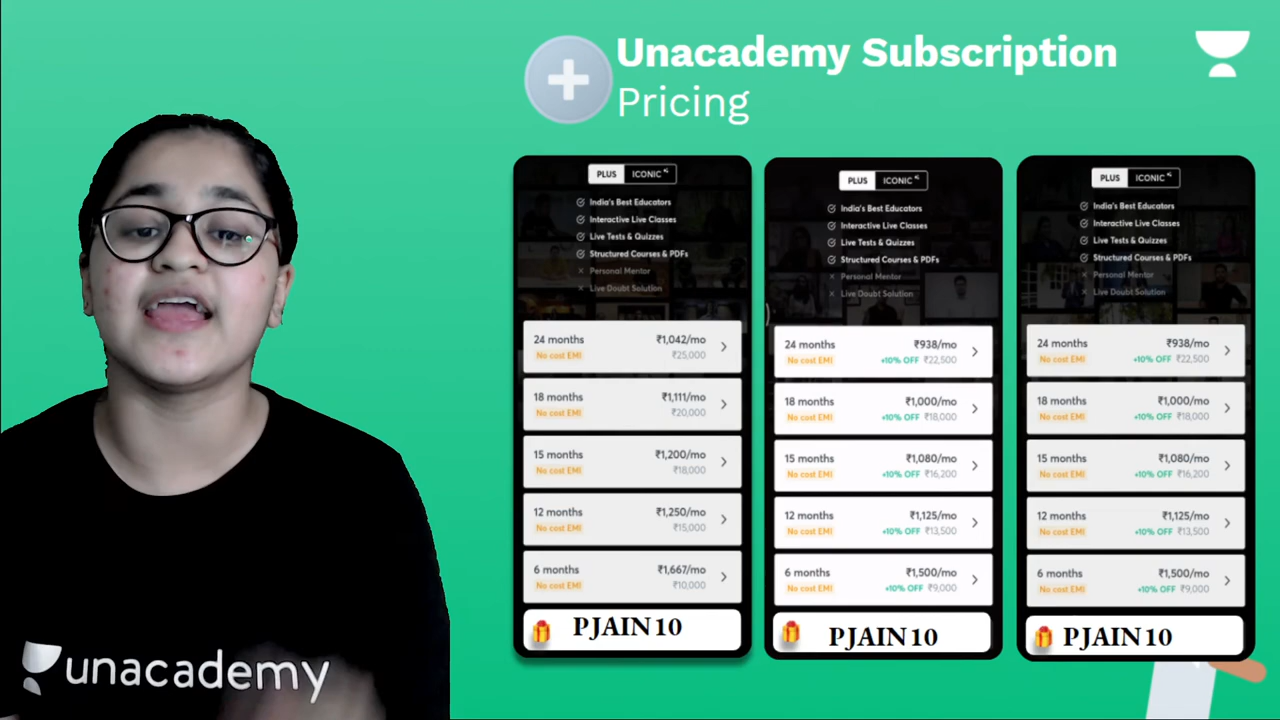 Unacademy Subscription
Pricing
PLUS ICONIC
India's Best Educators
Interactive Live Classes
Live Tests & Quizzes
Structured Courses & PDFs
Personal Mentor
Live Doubt Solution
24 months ₹1,042/mo
No cost EMI ₹25,000
18 months ₹1,111/mo
No cost EMI ₹20,000
15 months ₹1,200/mo
No cost EMI ₹18,000
12 months ₹1,250/mo
No cost EMI ₹15,000
6 months ₹1,667/mo
No cost EMI ₹10,000
PJAIN10
PLUS ICONIC
India's Best Educators
Interactive Live Classes
Live Tests & Quizzes
Structured Courses & PDFs
Personal Mentor
Live Doubt Solution
24 months ₹938/mo
No cost EMI +10% OFF ₹22,500
18 months ₹1,000/mo
No cost EMI +10% OFF ₹18,000
15 months ₹1,080/mo
No cost EMI +10% OFF ₹16,200
12 months ₹1,125/mo
No cost EMI +10% OFF ₹13,500
6 months ₹1,500/mo
No cost EMI +10% OFF ₹9,000
PJAIN10
PLUS ICONIC
India's Best Educators
Interactive Live Classes
Live Tests & Quizzes
Structured Courses & PDFs
Personal Mentor
Live Doubt Solution
24 months ₹938/mo
No cost EMI +10% OFF ₹22,500
18 months ₹1,000/mo
No cost EMI +10% OFF ₹18,000
15 months ₹1,080/mo
No cost EMI +10% OFF ₹16,200
12 months ₹1,125/mo
No cost EMI +10% OFF ₹13,500
6 months ₹1,500/mo
No cost EMI +10% OFF ₹9,000
PJAIN10
unacademy